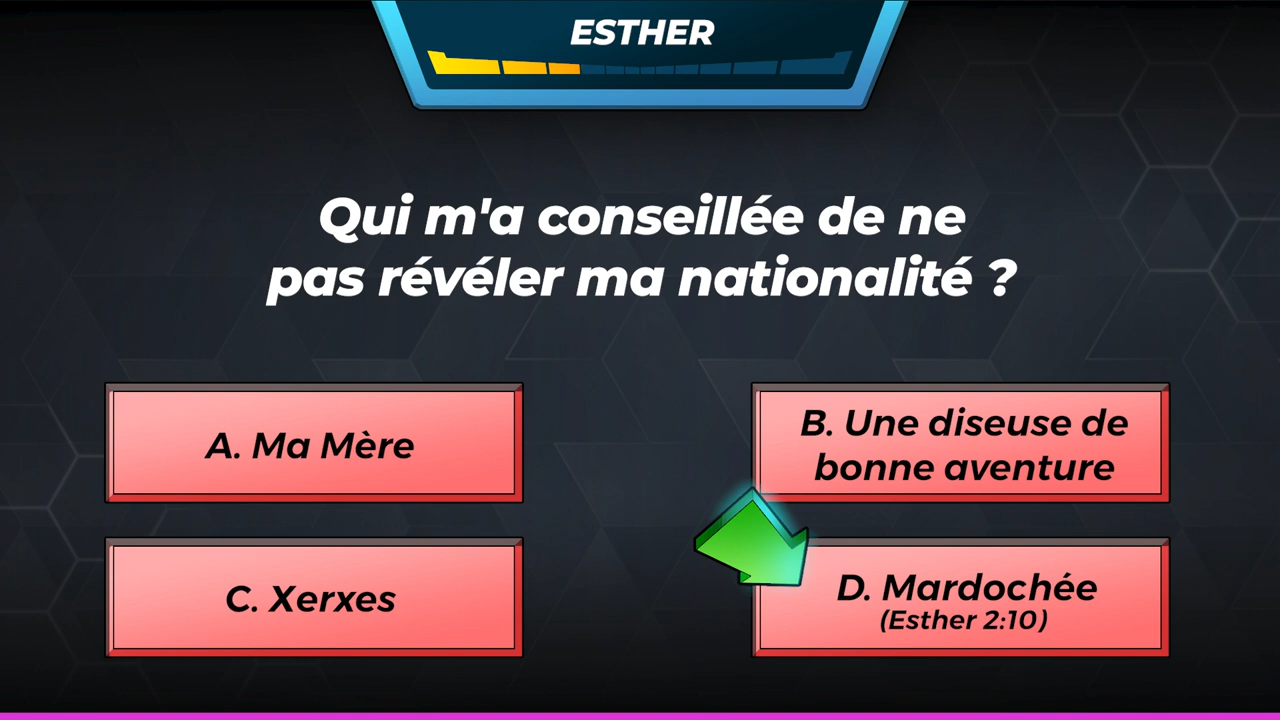 ESTHER
Qui m'a conseillée de ne
pas révéler ma nationalité ?
A. Ma Mère
B. Une diseuse de
bonne aventure
C. Xerxes
D. Mardochée
(Esther 2:10)